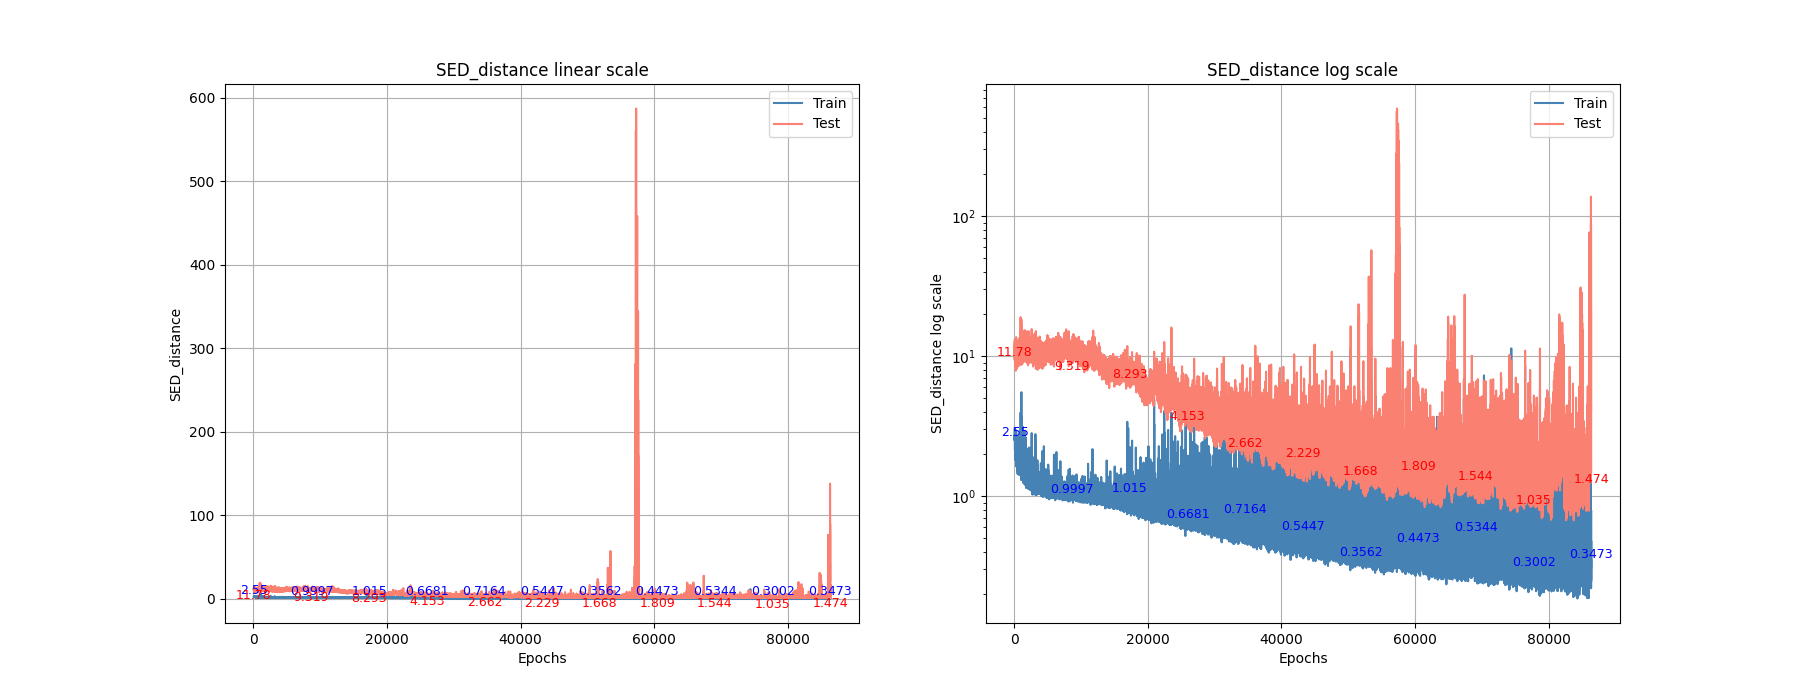 SED_distance linear scale
SED_distance
600
500
400
300
200
100
0
Train
Test
2.55 0.9997 1.015 0.6681 0.7164 0.5447 0.3562 0.4473 0.5344 0.3002 0.3473
11.78 9.319 8.293 4.153 2.662 2.229 1.668 1.809 1.544 1.035 1.474
0 20000 40000 60000 80000
Epochs
SED_distance log scale
SED_distance log scale
10²
10¹
10⁰
Train
Test
11.78 9.319 8.293 4.153 2.662 2.229 1.668 1.809 1.544 1.035 1.474
2.55 0.9997 1.015 0.6681 0.7164 0.5447 0.3562 0.4473 0.5344 0.3002 0.3473
0 20000 40000 60000 80000
Epochs